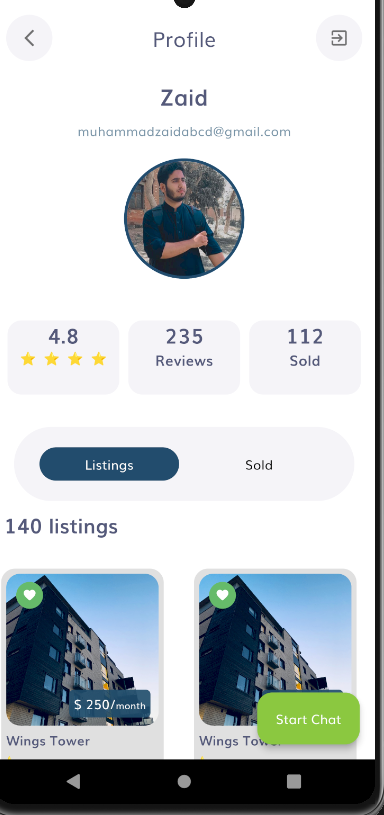 Profile
Zaid
muhammadzaidabcd@gmail.com
4.8 235 112
Reviews Sold
Listings Sold
140 listings
$ 250/month
Wings Tower Wings
Start Chat